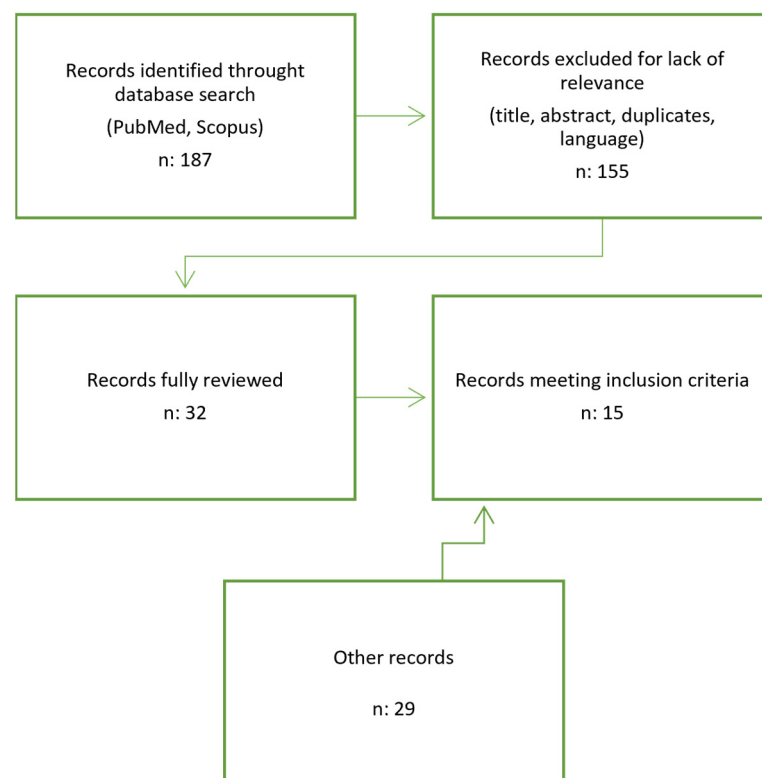 Records identified throught
database search
(PubMed, Scopus)
n: 187
Records excluded for lack of
relevance
(title, abstract, duplicates,
language)
n: 155
Records fully reviewed
n: 32
Records meeting inclusion criteria
n: 15
Other records
n: 29